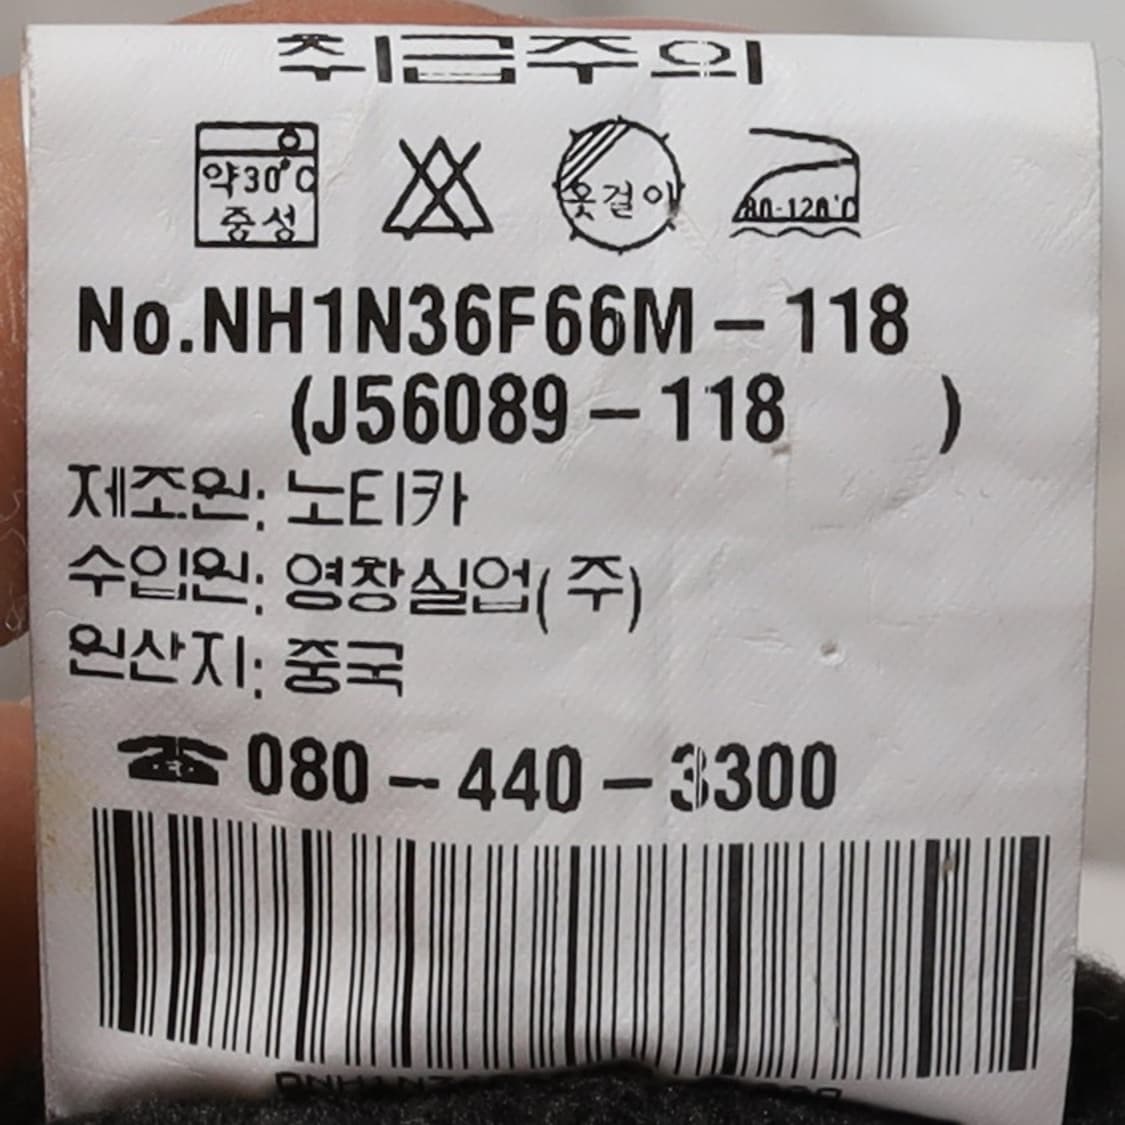 취급주의
약30°C
중성
옷걸이
80-120°C
No.NH1N36F66M-118
(J56089-118 )
제조원: 노티카
수입원: 영창실업(주)
원산지: 중국
☎080-440-3300